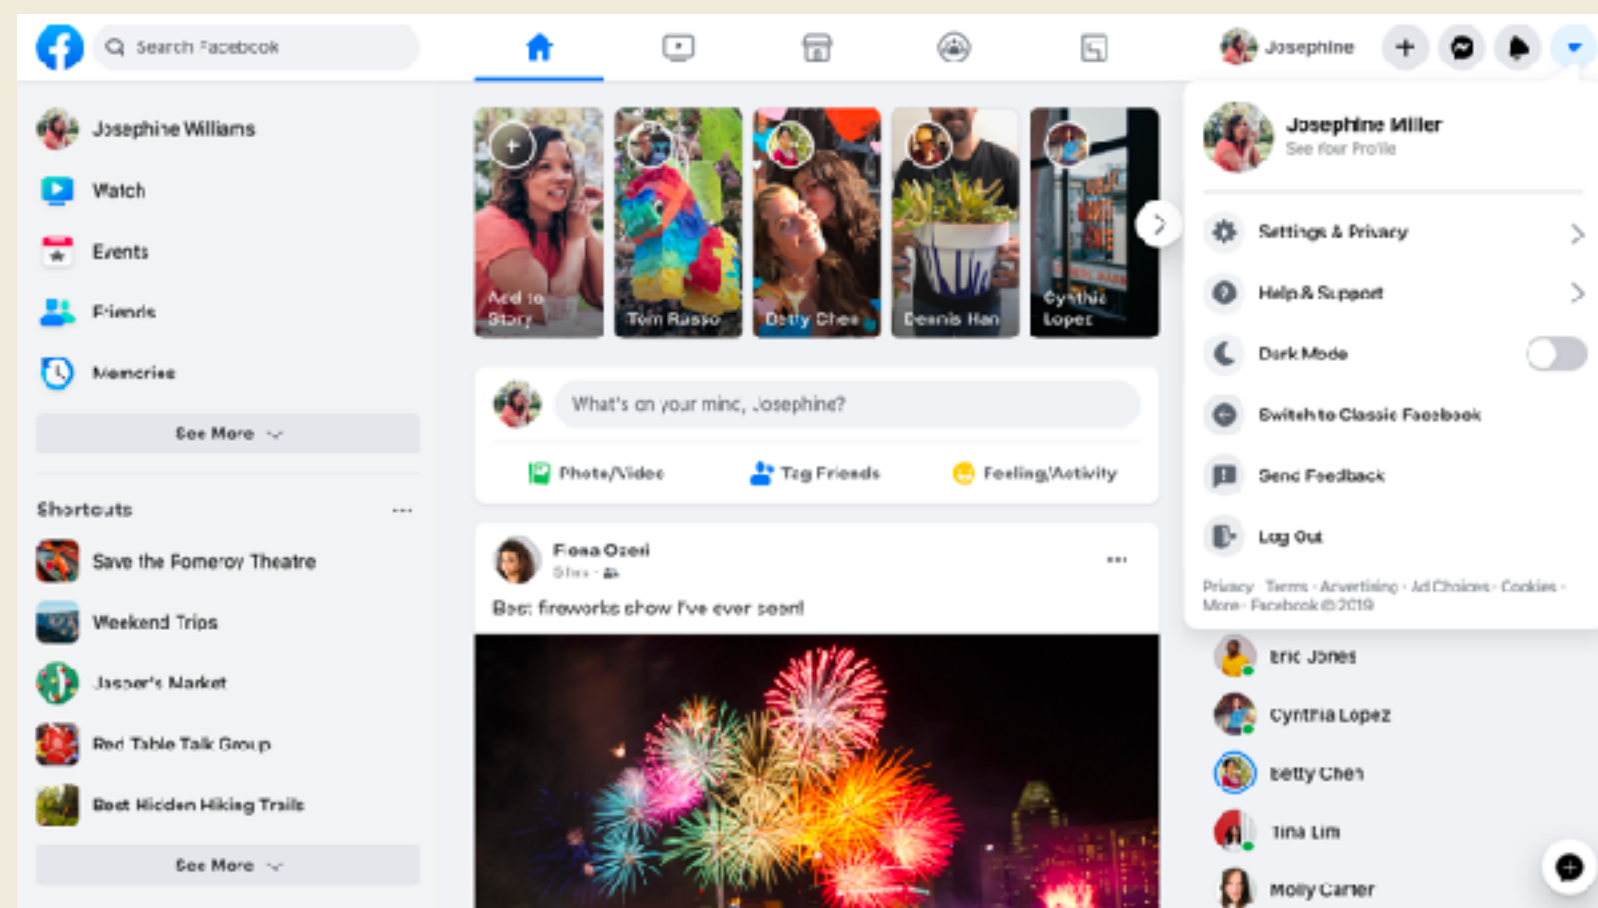 Search Facebook
Josephine
Josephine Williams
Watch
Events
Friends
Memories
See More
Shortcuts
Save the Pomeroy Theatre
Weekend Trips
Jasper's Market
Red Table Talk Group
Best Hidden Hiking Trails
See More
Add to
Story
Tom Russo
Betty Chen
Dennis Han
Cynthia
Lopez
What's on your mind, Josephine?
Photo/Video
Tag Friends
Feeling/Activity
Fiona Ozeri
5 hrs ·
Best fireworks show I've ever seen!
Josephine Miller
See Your Profile
Settings & Privacy
Help & Support
Dark Mode
Switch to Classic Facebook
Send Feedback
Log Out
Privacy · Terms · Advertising · Ad Choices · Cookies ·
More · Facebook © 2019
Eric Jones
Cynthia Lopez
Betty Chen
Tina Lim
Molly Carter